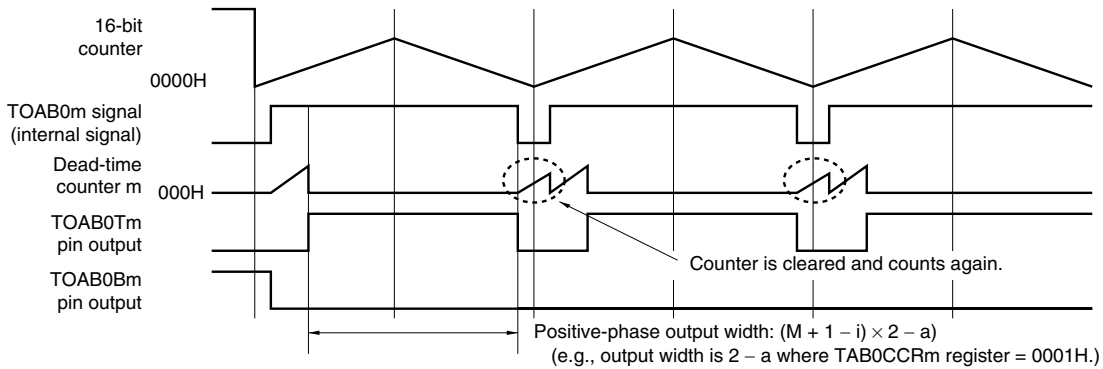 16-bit
counter
0000H
TOAB0m signal
(internal signal)
Dead-time
counter m
000H
TOAB0Tm
pin output
Counter is cleared and counts again.
TOAB0Bm
pin output
Positive-phase output width: (M + 1 − i) × 2 − a)
(e.g., output width is 2 − a where TAB0CCRm register = 0001H.)